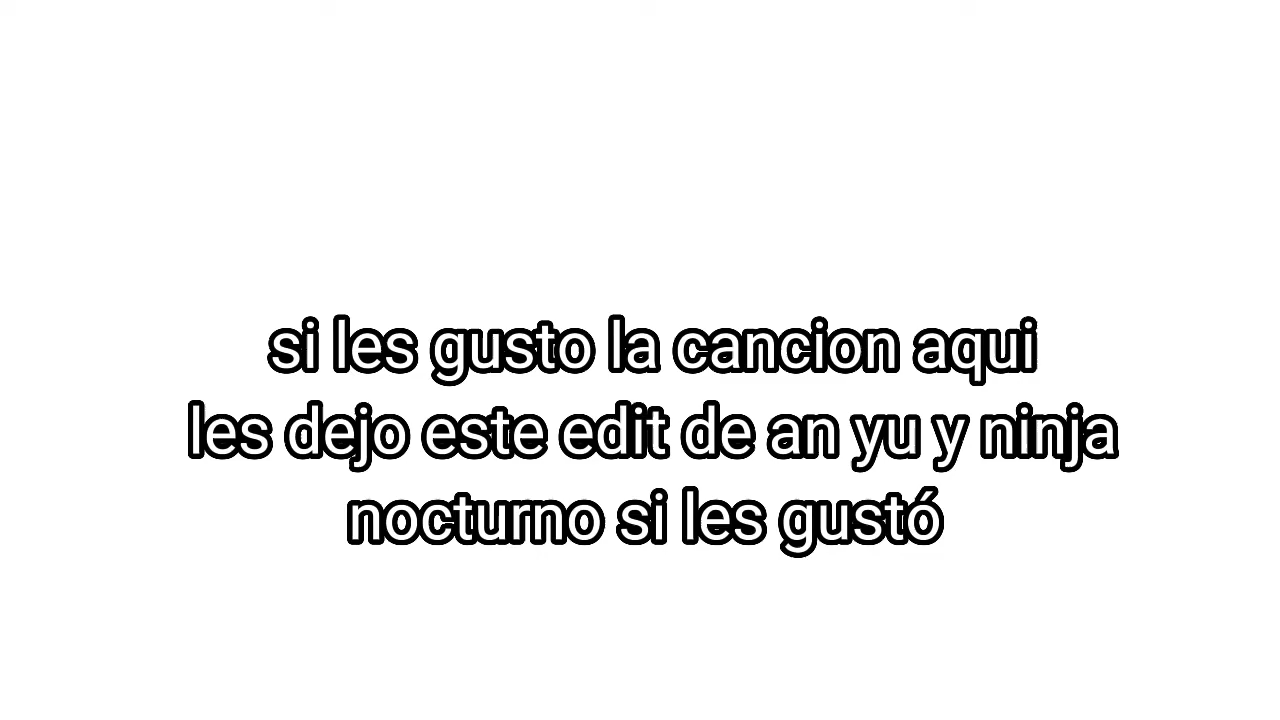 si les gusto la cancion aqui
les dejo este edit de an yu y ninja
nocturno si les gustó